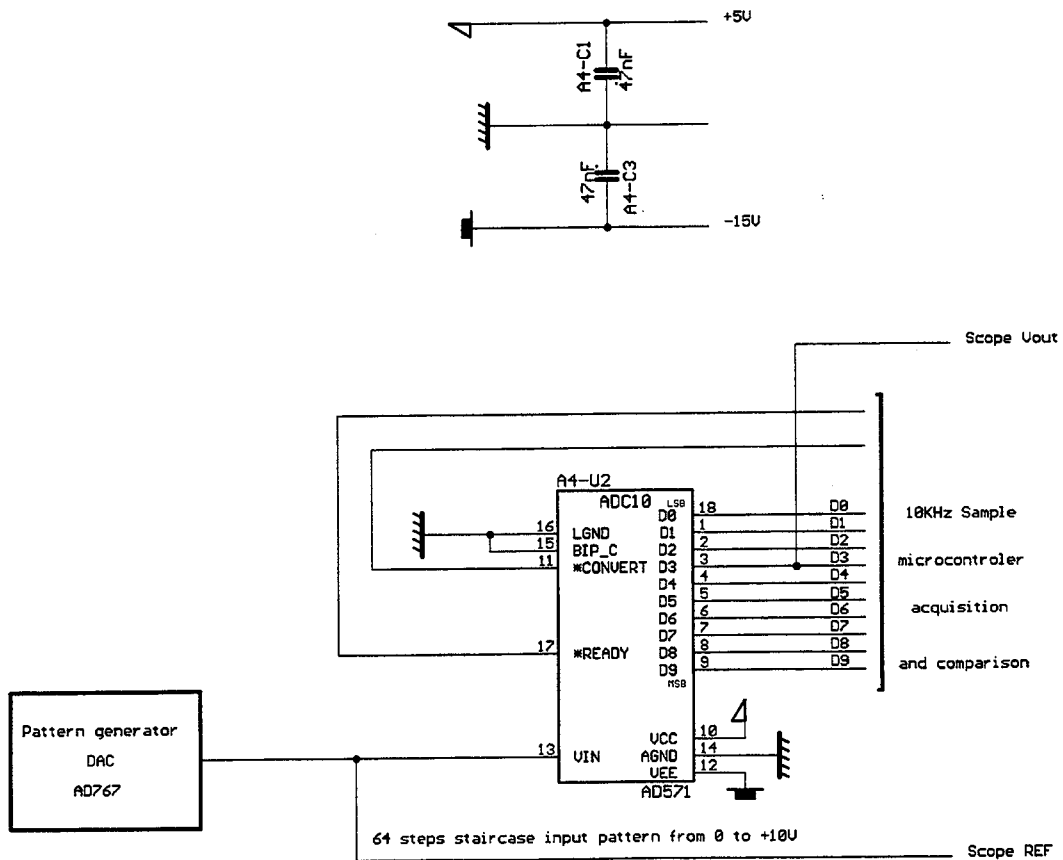 +5V
A4-C1
47nF
47nF
A4-C3
-15V
Scope Vout
A4-U2
ADC10
LSB
D0
18
D0
16
LGND
D1
1
D1
10KHz Sample
15
BIP_C
D2
2
D2
11
*CONVERT
D3
3
D3
microcontroler
D4
4
D4
D5
5
D5
D6
6
D6
acquisition
D7
7
D7
17
*READY
D8
8
D8
D9
9
D9
and comparison
MSB
Pattern generator
DAC
AD767
VCC
10
13
VIN
AGND
14
VEE
12
AD571
64 steps staircase input pattern from 0 to +10V
Scope REF